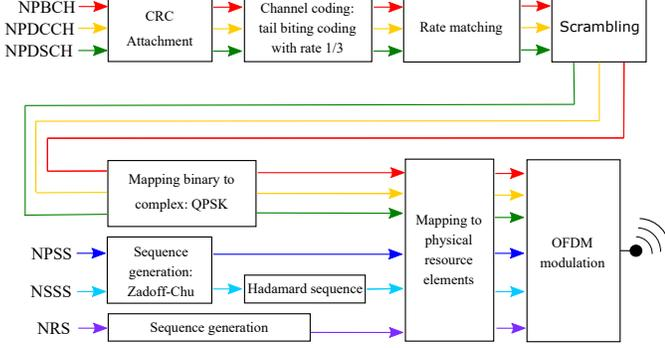 NPBCH
NPDCCH
NPDSCH
CRC
Attachment
Channel coding:
tail biting coding
with rate 1/3
Rate matching
Scrambling
Mapping binary to
complex: QPSK
Mapping to
physical
resource
elements
OFDM
modulation
NPSS
NSSS
Sequence
generation:
Zadoff-Chu
Hadamard sequence
NRS
Sequence generation